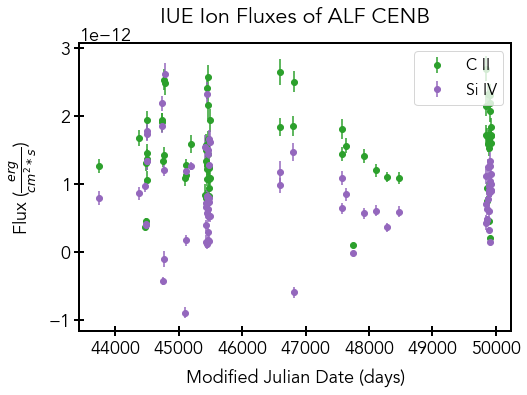 IUE Ion Fluxes of ALF CENB
1e−12
C II
Si IV
3
2
1
0
−1
Flux (erg/cm²*s)
44000 45000 46000 47000 48000 49000 50000
Modified Julian Date (days)